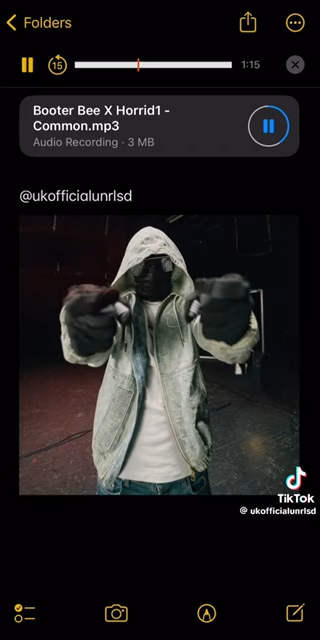 Folders
15
1:15
Booter Bee X Horrid1 -
Common.mp3
Audio Recording · 3 MB
@ukofficialunrlsd
TikTok
@ ukofficialunrlsd